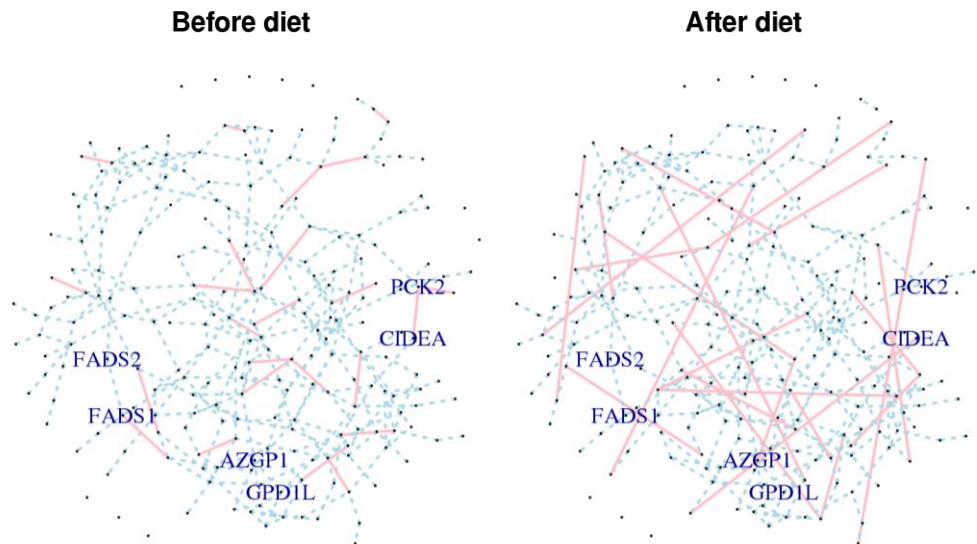 Before diet
After diet
PCK2
CIDEA
FADS2
FADS1
AZGP1
GPD1L
PCK2
CIDEA
FADS2
FADS1
AZGP1
GPD1L